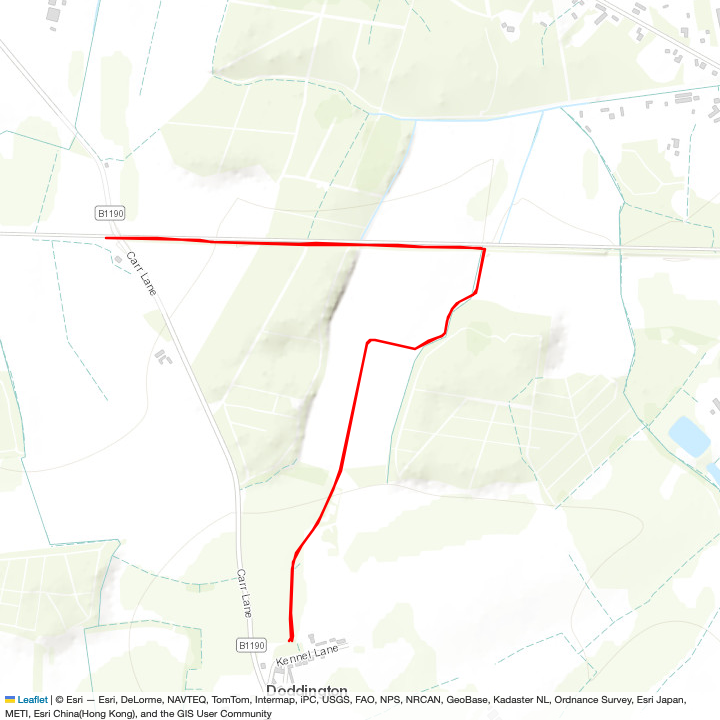 B1190
Carr Lane
Carr Lane
B1190
Kennel Lane
Doddington
Leaflet | © Esri — Esri, DeLorme, NAVTEQ, TomTom, Intermap, iPC, USGS, FAO, NPS, NRCAN, GeoBase, Kadaster NL, Ordnance Survey, Esri Japan,
METI, Esri China(Hong Kong), and the GIS User Community